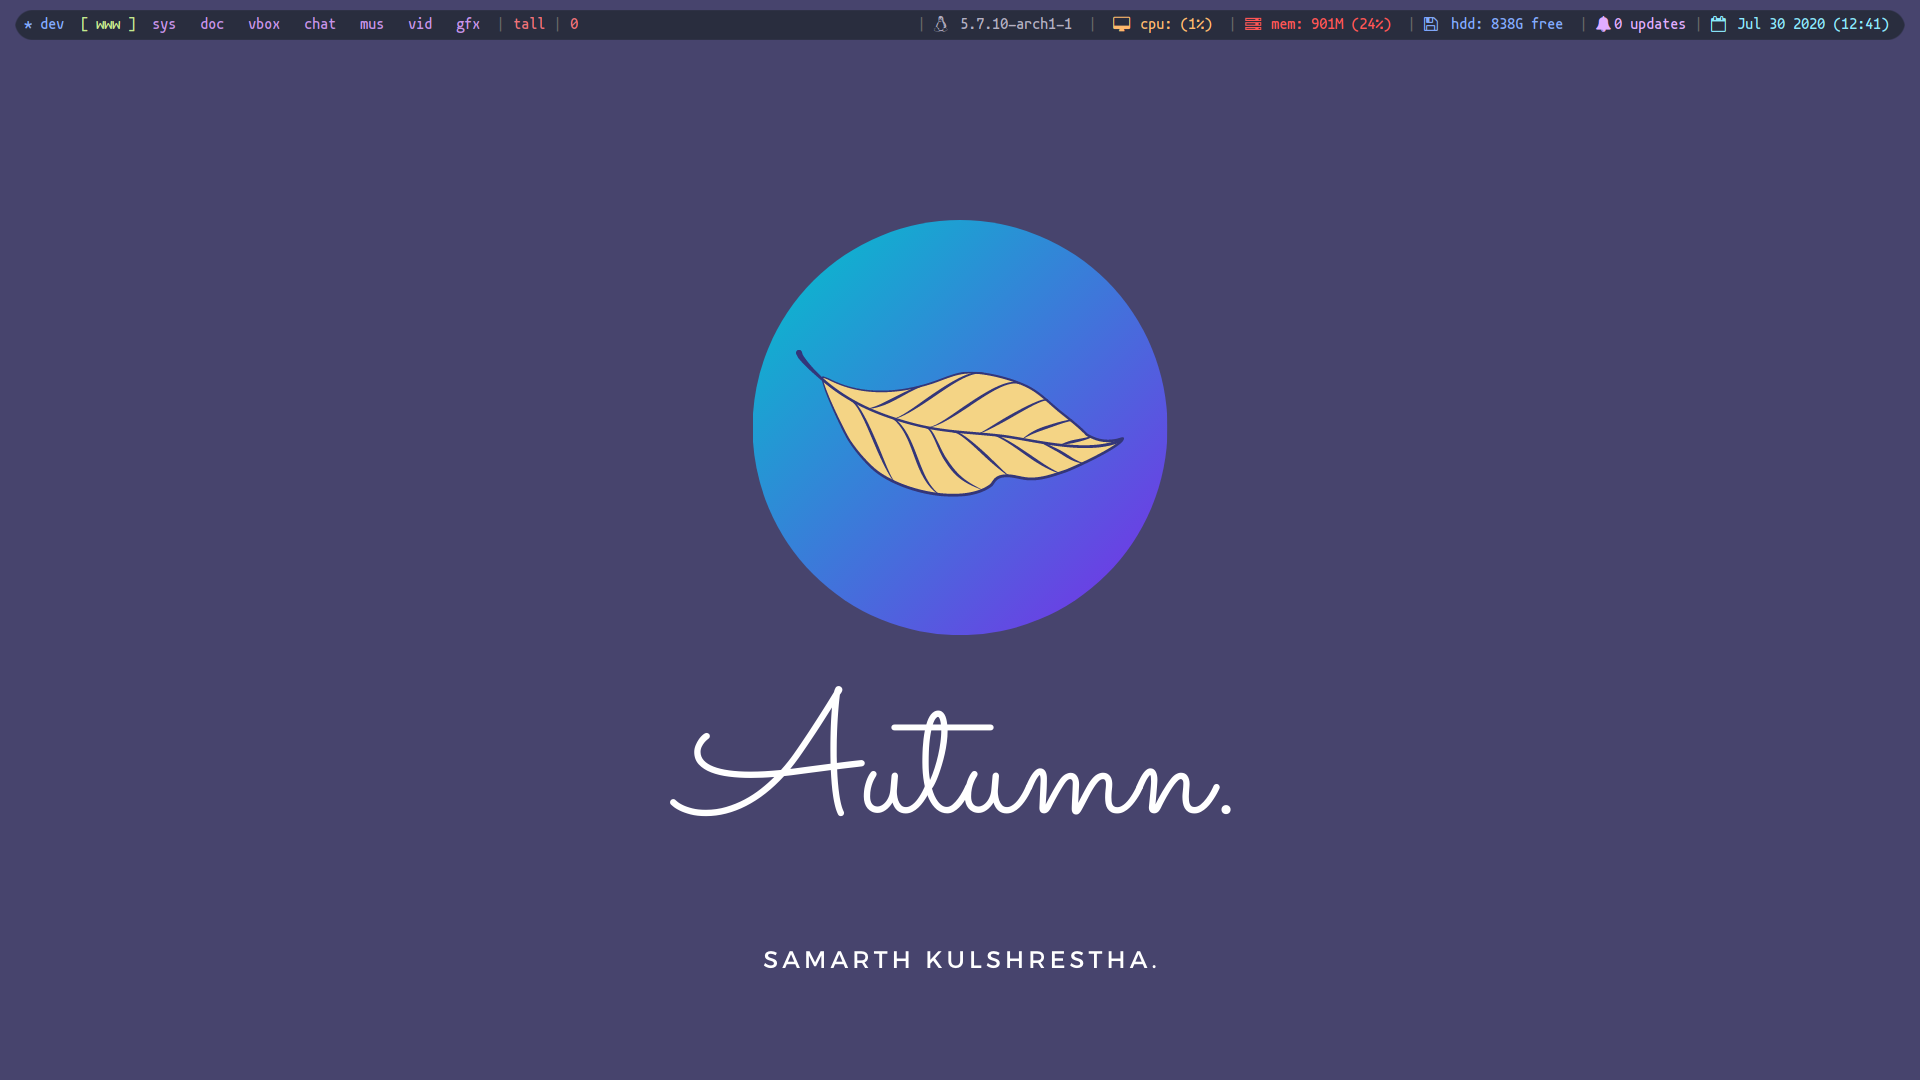 * dev [ www ] sys doc vbox chat mus vid gfx | tall | 0 | 5.7.10-arch1-1 | cpu: (1%) | mem: 901M (24%) | hdd: 838G free | 0 updates | Jul 30 2020 (12:41)
Autumn.
SAMARTH KULSHRESTHA.